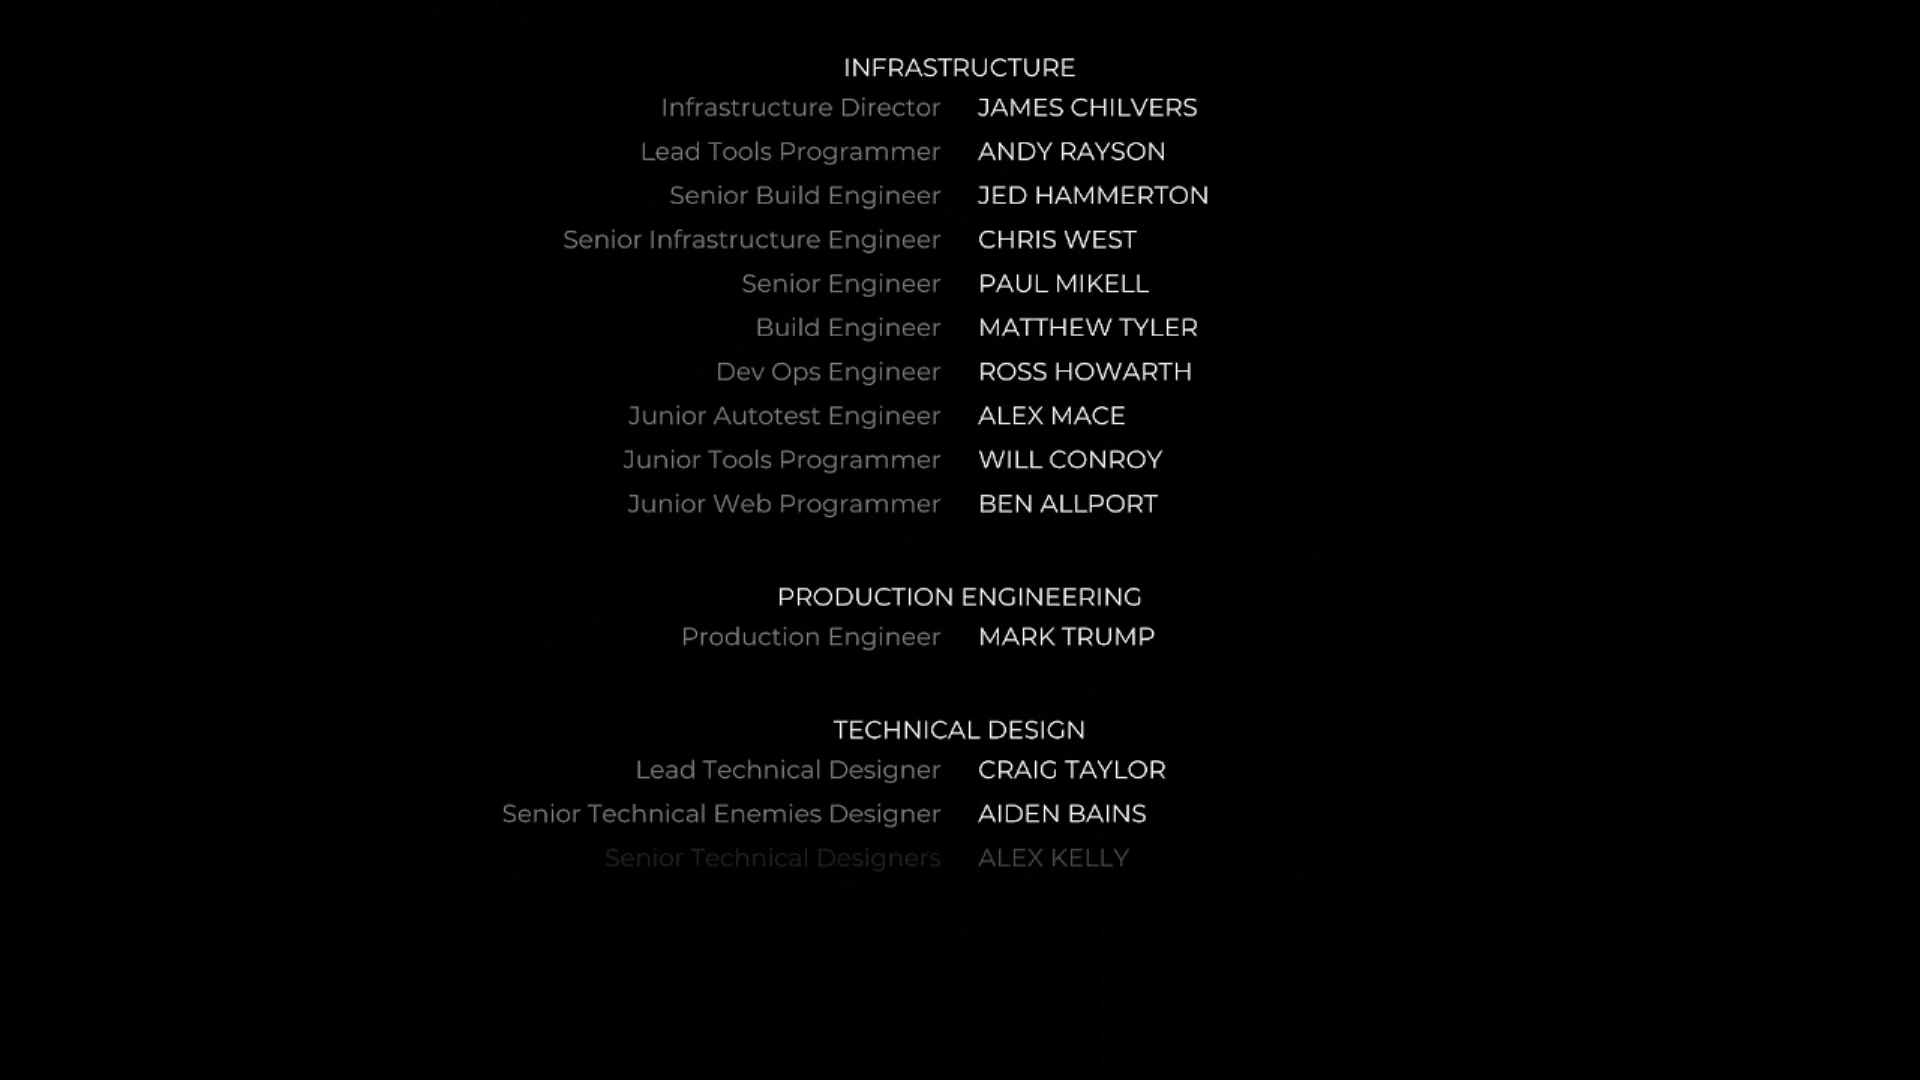 INFRASTRUCTURE
Infrastructure Director JAMES CHILVERS
Lead Tools Programmer ANDY RAYSON
Senior Build Engineer JED HAMMERTON
Senior Infrastructure Engineer CHRIS WEST
Senior Engineer PAUL MIKELL
Build Engineer MATTHEW TYLER
Dev Ops Engineer ROSS HOWARTH
Junior Autotest Engineer ALEX MACE
Junior Tools Programmer WILL CONROY
Junior Web Programmer BEN ALLPORT
PRODUCTION ENGINEERING
Production Engineer MARK TRUMP
TECHNICAL DESIGN
Lead Technical Designer CRAIG TAYLOR
Senior Technical Enemies Designer AIDEN BAINS
Senior Technical Designers ALEX KELLY